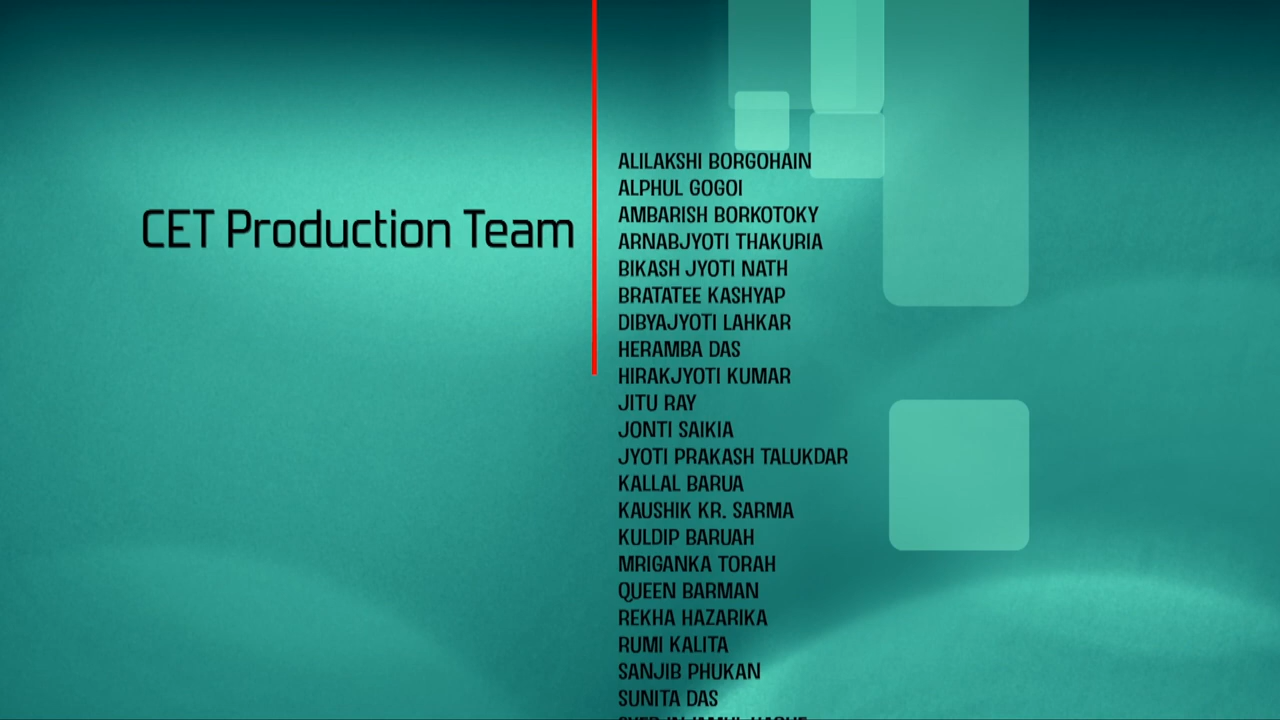 CET Production Team
ALILAKSHI BORGOHAIN
ALPHUL GOGOI
AMBARISH BORKOTOKY
ARNABJYOTI THAKURIA
BIKASH JYOTI NATH
BRATATEE KASHYAP
DIBYAJYOTI LAHKAR
HERAMBA DAS
HIRAKJYOTI KUMAR
JITU RAY
JONTI SAIKIA
JYOTI PRAKASH TALUKDAR
KALLAL BARUA
KAUSHIK KR. SARMA
KULDIP BARUAH
MRIGANKA TORAH
QUEEN BARMAN
REKHA HAZARIKA
RUMI KALITA
SANJIB PHUKAN
SUNITA DAS